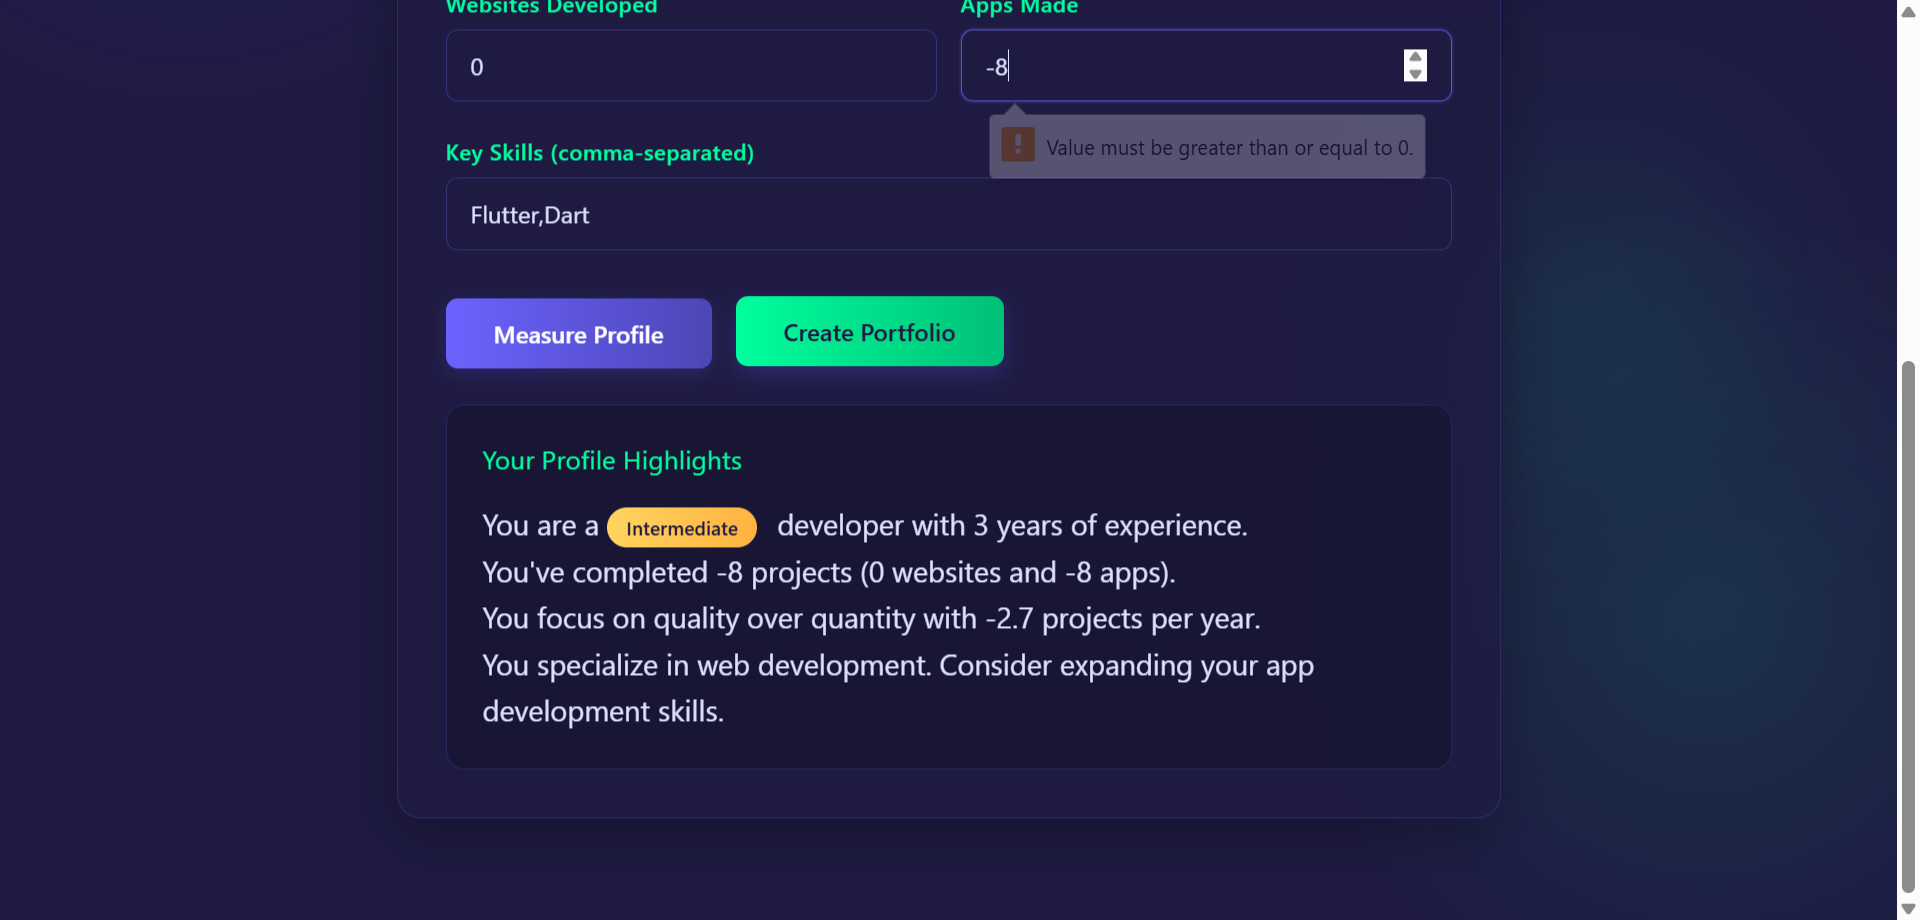 Websites Developed
Apps Made
0
-8
Value must be greater than or equal to 0.
Key Skills (comma-separated)
Flutter,Dart
Measure Profile
Create Portfolio
Your Profile Highlights
You are a Intermediate developer with 3 years of experience.
You've completed -8 projects (0 websites and -8 apps).
You focus on quality over quantity with -2.7 projects per year.
You specialize in web development. Consider expanding your app
development skills.